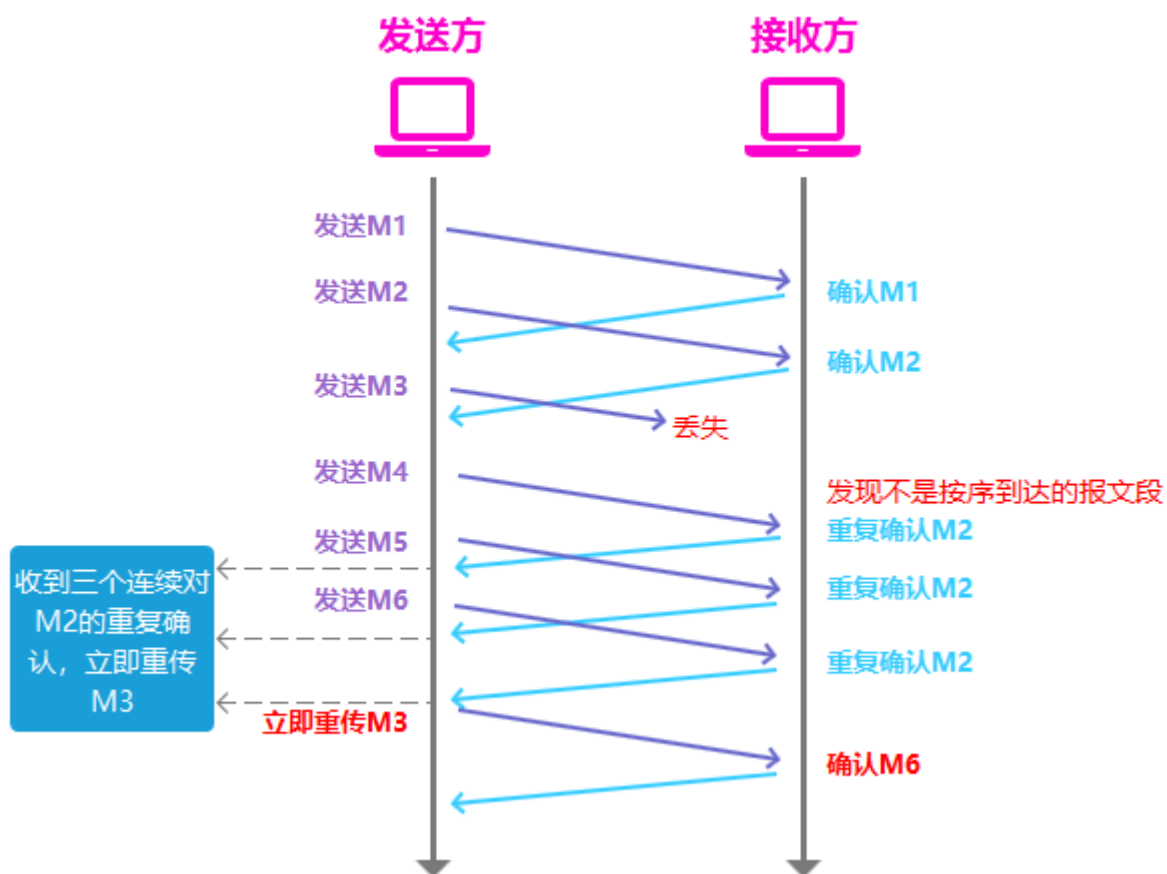 发送方
接收方
发送M1
发送M2
确认M1
确认M2
发送M3
丢失
发送M4
发现不是按序到达的报文段
重复确认M2
发送M5
收到三个连续对
M2的重复确
认，立即重传
M3
重复确认M2
发送M6
重复确认M2
立即重传M3
确认M6